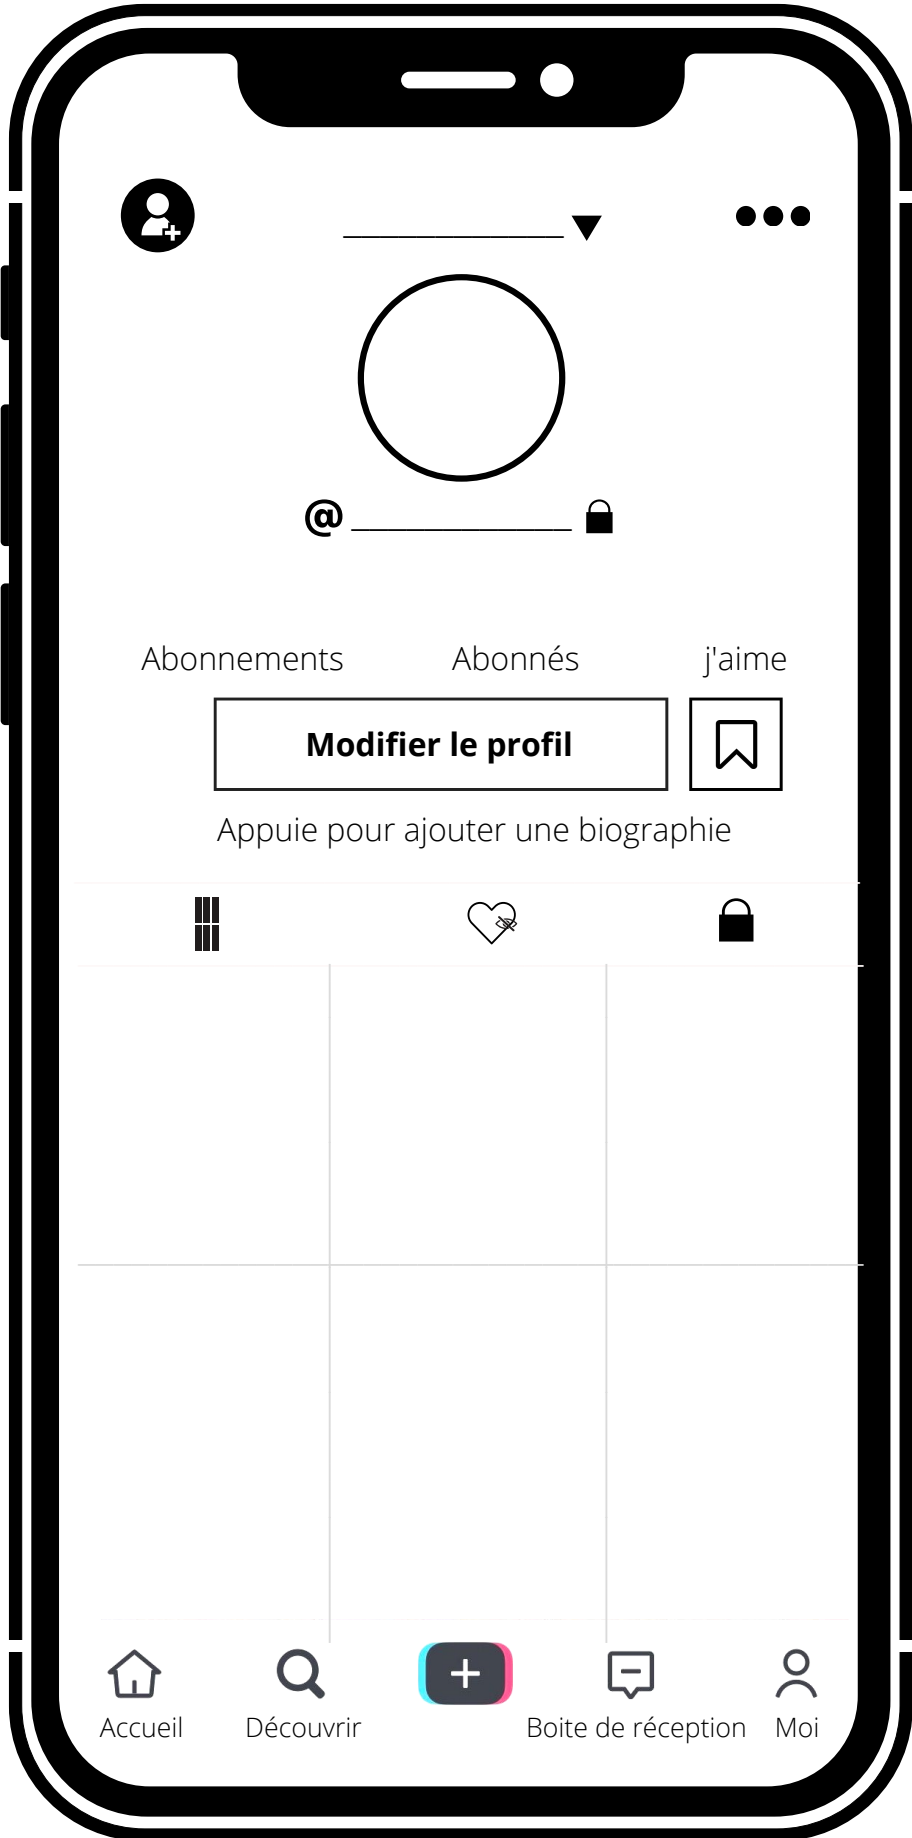 @
Abonnements Abonnés j'aime
Modifier le profil
Appuie pour ajouter une biographie
Accueil Découvrir Boite de réception Moi